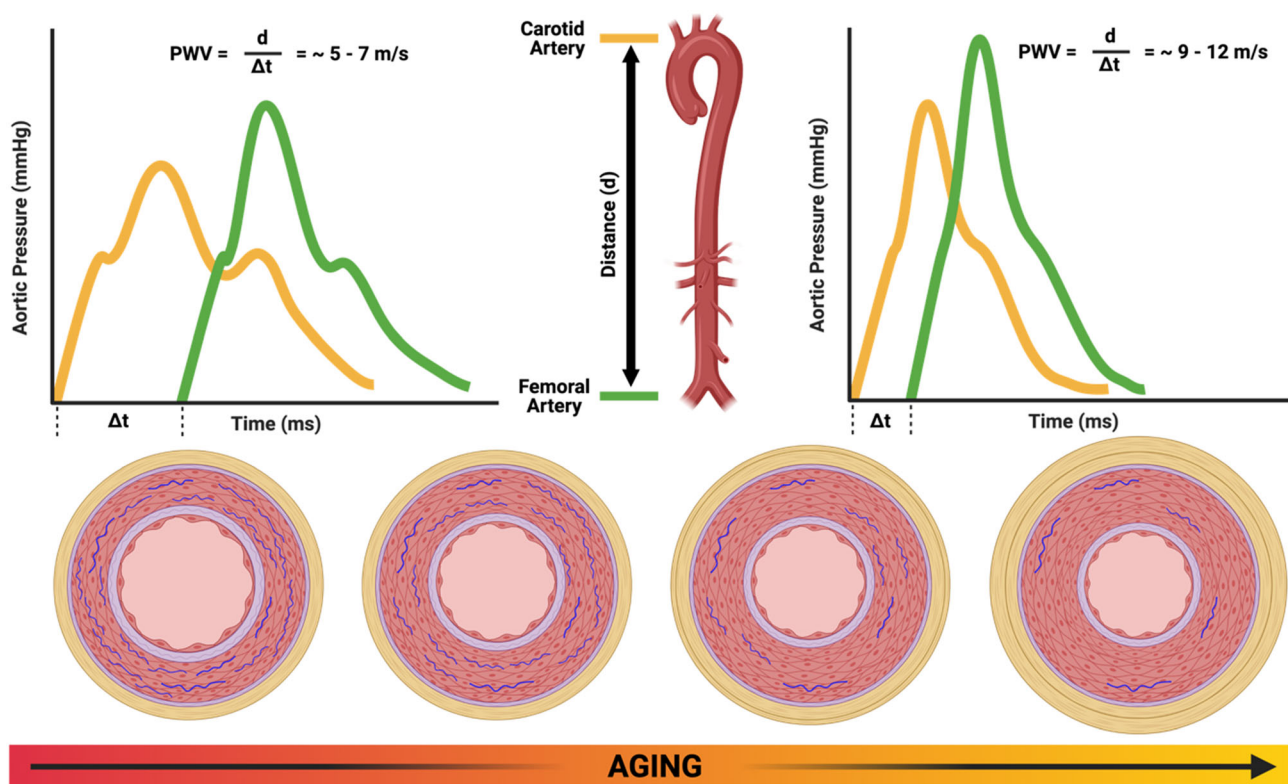 PWV = d/Δt = ~ 5 - 7 m/s
Aortic Pressure (mmHg)
Δt
Time (ms)
Carotid
Artery
Distance (d)
Femoral
Artery
PWV = d/Δt = ~ 9 - 12 m/s
Aortic Pressure (mmHg)
Δt
Time (ms)
AGING